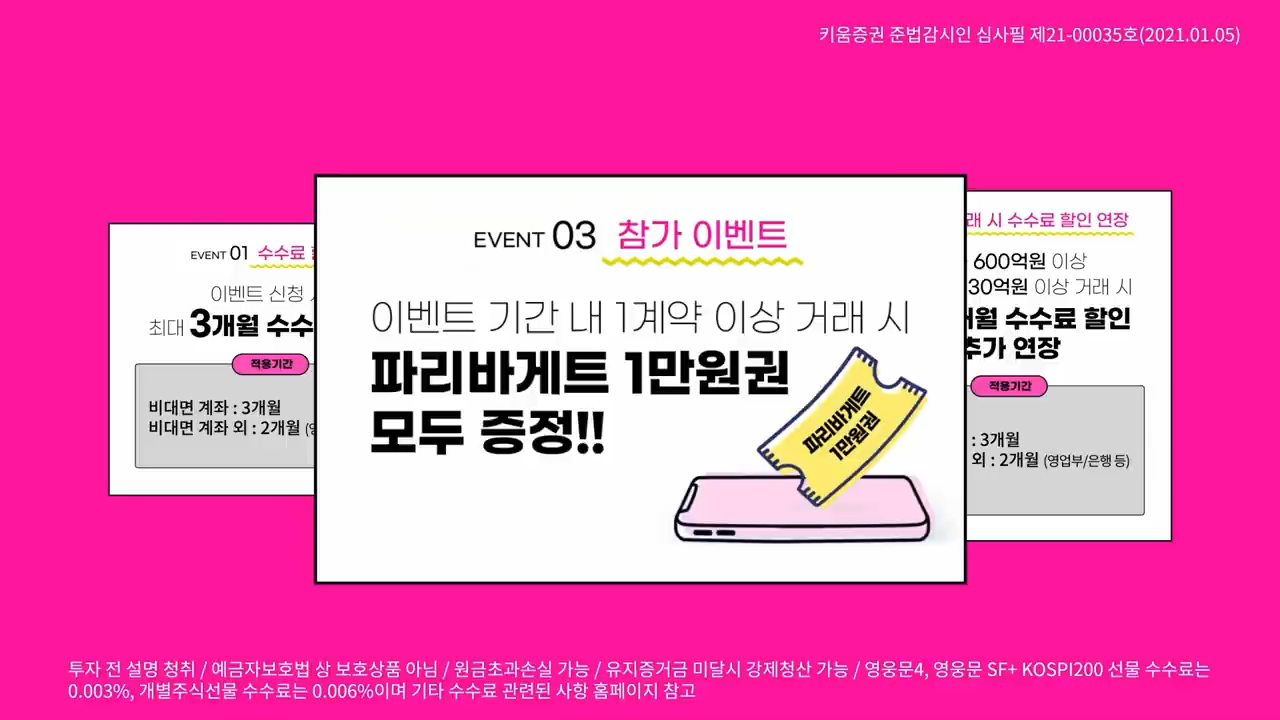 키움증권 준법감시인 심사필 제21-00035호(2021.01.05)
EVENT 01 수수료
이벤트 신청
최대 3개월 수수
적용기간
비대면 계좌 : 3개월
비대면 계좌 외 : 2개월
EVENT 03 참가 이벤트
이벤트 기간 내 1계약 이상 거래 시
파리바게트 1만원권
모두 증정!!
파리바게트
1만원권
래 시 수수료 할인 연장
600억원 이상
30억원 이상 거래 시
개월 수수료 할인
추가 연장
적용기간
: 3개월
외 : 2개월 (영업부/은행 등)
투자 전 설명 청취 / 예금자보호법 상 보호상품 아님 / 원금초과손실 가능 / 유지증거금 미달시 강제청산 가능 / 영웅문4, 영웅문 SF+ KOSPI200 선물 수수료는
0.003%, 개별주식선물 수수료는 0.006%이며 기타 수수료 관련된 사항 홈페이지 참고